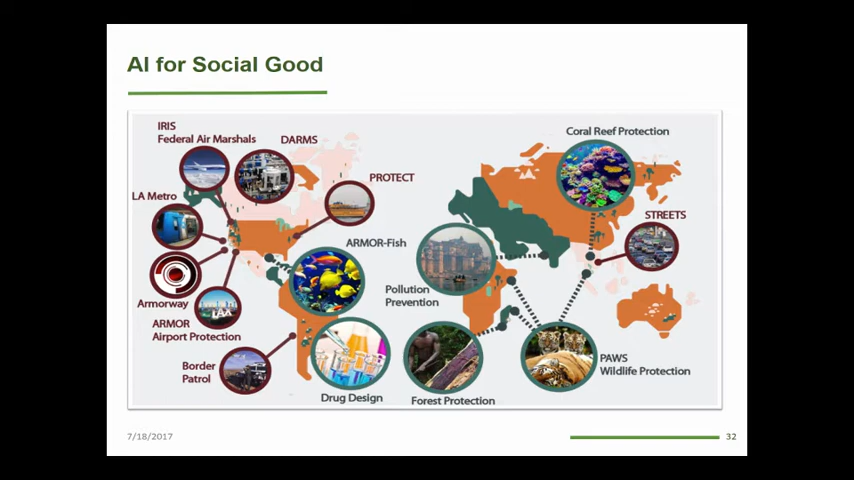 AI for Social Good
IRIS
Federal Air Marshals
DARMS
Coral Reef Protection
PROTECT
LA Metro
STREETS
ARMOR-Fish
Pollution
Prevention
Armorway
LAX
ARMOR
Airport Protection
Border
Patrol
PAWS
Wildlife Protection
Drug Design
Forest Protection
7/18/2017
32